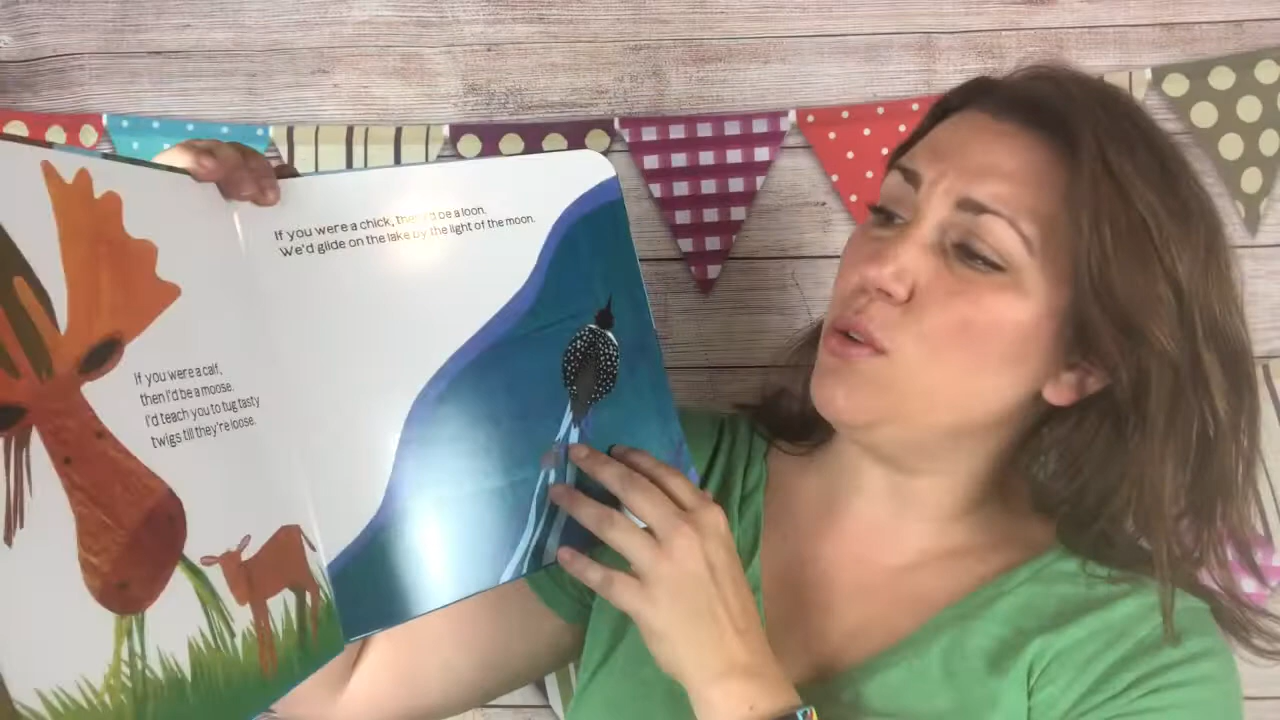 If you were a calf,
then I'd be a moose.
I'd teach you to tug tasty
twigs till they're loose.
If you were a chick, then I'd be a loon.
We'd glide on the lake by the light of the moon.